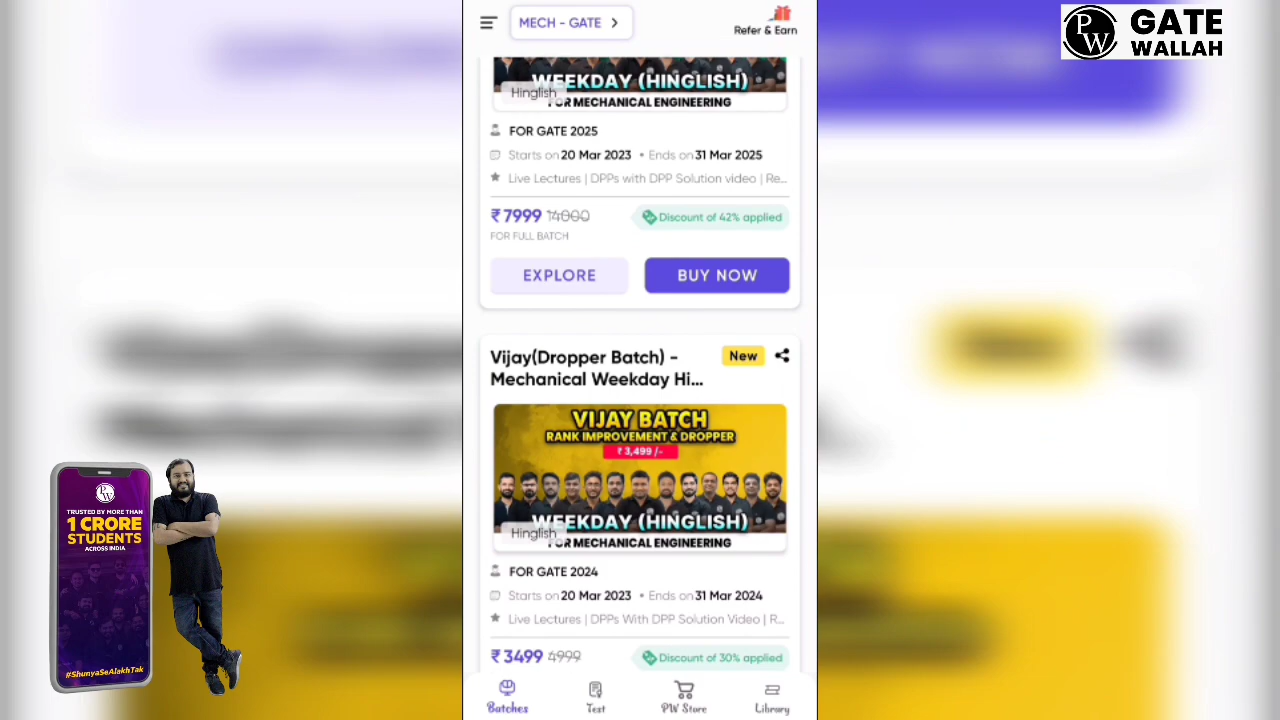 MECH - GATE >
Refer & Earn
PW GATE
WALLAH
WEEKDAY (HINGLISH)
Hinglish
FOR MECHANICAL ENGINEERING
FOR GATE 2025
Starts on 20 Mar 2023 • Ends on 31 Mar 2025
Live Lectures | DPPs with DPP Solution video | Re...
₹ 7999 14000
Discount of 42% applied
FOR FULL BATCH
EXPLORE
BUY NOW
Vijay(Dropper Batch) -
Mechanical Weekday Hi...
New
VIJAY BATCH
RANK IMPROVEMENT & DROPPER
₹ 3,499 /-
WEEKDAY (HINGLISH)
Hinglish
FOR MECHANICAL ENGINEERING
FOR GATE 2024
Starts on 20 Mar 2023 • Ends on 31 Mar 2024
Live Lectures | DPPs With DPP Solution Video | R...
₹ 3499 4999
Discount of 30% applied
Batches
Test
PW Store
Library
PW
TRUSTED BY MORE THAN
1 CRORE
STUDENTS
ACROSS INDIA
#ShunyaSeAlakhTak